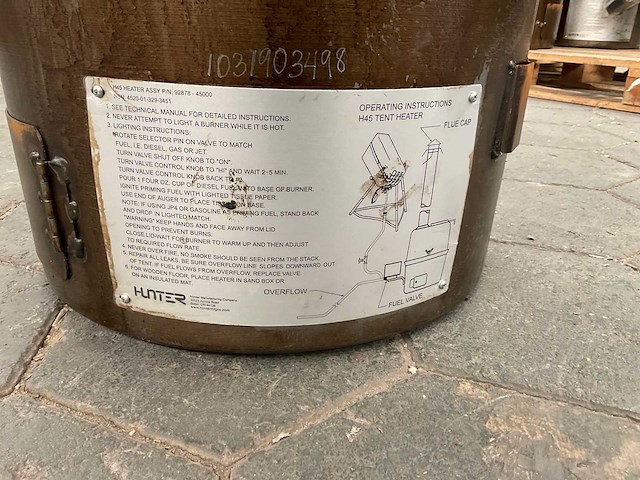 1037903498
H45 HEATER ASSY P/N: 92878 - 45000
NSN: 4520-01-329-3451
1. SEE TECHNICAL MANUAL FOR DETAILED INSTRUCTIONS.
2. NEVER ATTEMPT TO LIGHT A BURNER WHILE IT IS HOT.
3. LIGHTING INSTRUCTIONS:
ROTATE SELECTOR PIN ON VALVE TO MATCH
FUEL, I.E. DIESEL, GAS OR JET.
TURN VALVE SHUT OFF KNOB TO "ON".
TURN VALVE CONTROL KNOB TO "HI" AND WAIT 2-5 MIN.
TURN VALVE CONTROL KNOB BACK TO
POUR 1 FOUR OZ. CUP OF DIESEL FUEL INTO BASE OF BURNER.
IGNITE PRIMING FUEL WITH LIGHTED TISSUE PAPER.
USE END OF AUGER TO PLACE TO ON BASE.
NOTE: IF USING JP4 OR GASOLINE AS PRIMING FUEL, STAND BACK
AND DROP IN LIGHTED MATCH.
"WARNING" KEEP HANDS AND FACE AWAY FROM LID
OPENING TO PREVENT BURNS.
CLOSE LID-WAIT FOR BURNER TO WARM UP AND THEN ADJUST
TO REQUIRED FLOW RATE.
4. NEVER OVER FIRE, NO SMOKE SHOULD BE SEEN FROM THE STACK.
5. REPAIR ALL LEAKS. BE SURE OVERFLOW LINE SLOPES DOWNWARD OUT
OF TENT. IF FUEL FLOWS FROM OVERFLOW, REPLACE VALVE.
FOR WOODEN FLOOR, PLACE HEATER IN SAND BOX OR
ON AN INSULATED MAT.
HUNTER
Hunter Manufacturing Company
OPERATING INSTRUCTIONS
H45 TENT HEATER
FLUE CAP
OVERFLOW
FUEL VALVE